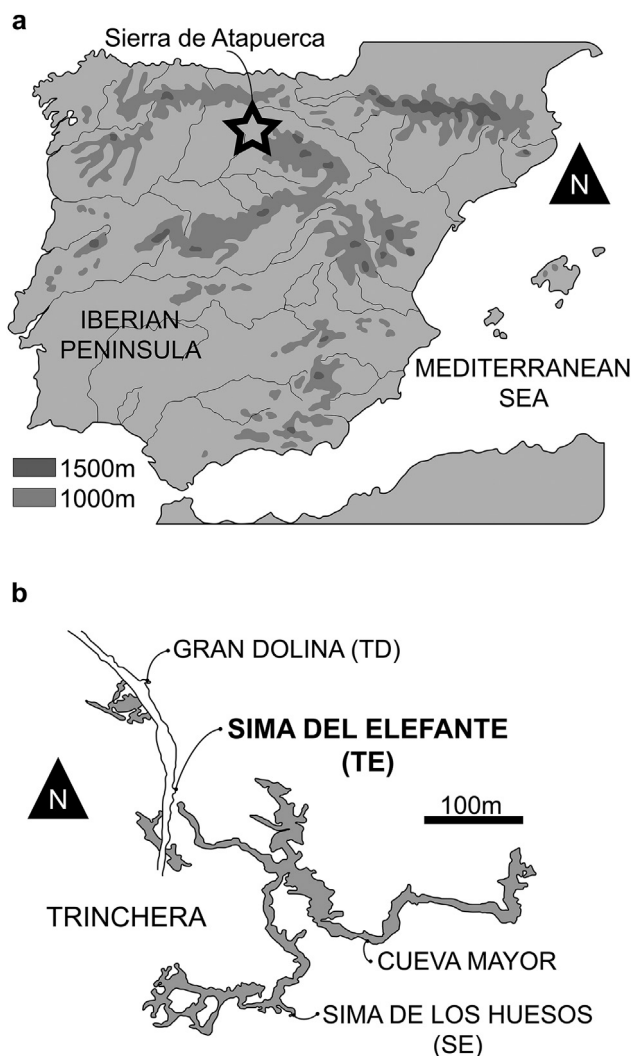 a
Sierra de Atapuerca
N
IBERIAN
PENINSULA
MEDITERRANEAN
SEA
1500m
1000m
b
GRAN DOLINA (TD)
SIMA DEL ELEFANTE
(TE)
N
100m
TRINCHERA
CUEVA MAYOR
SIMA DE LOS HUESOS
(SE)